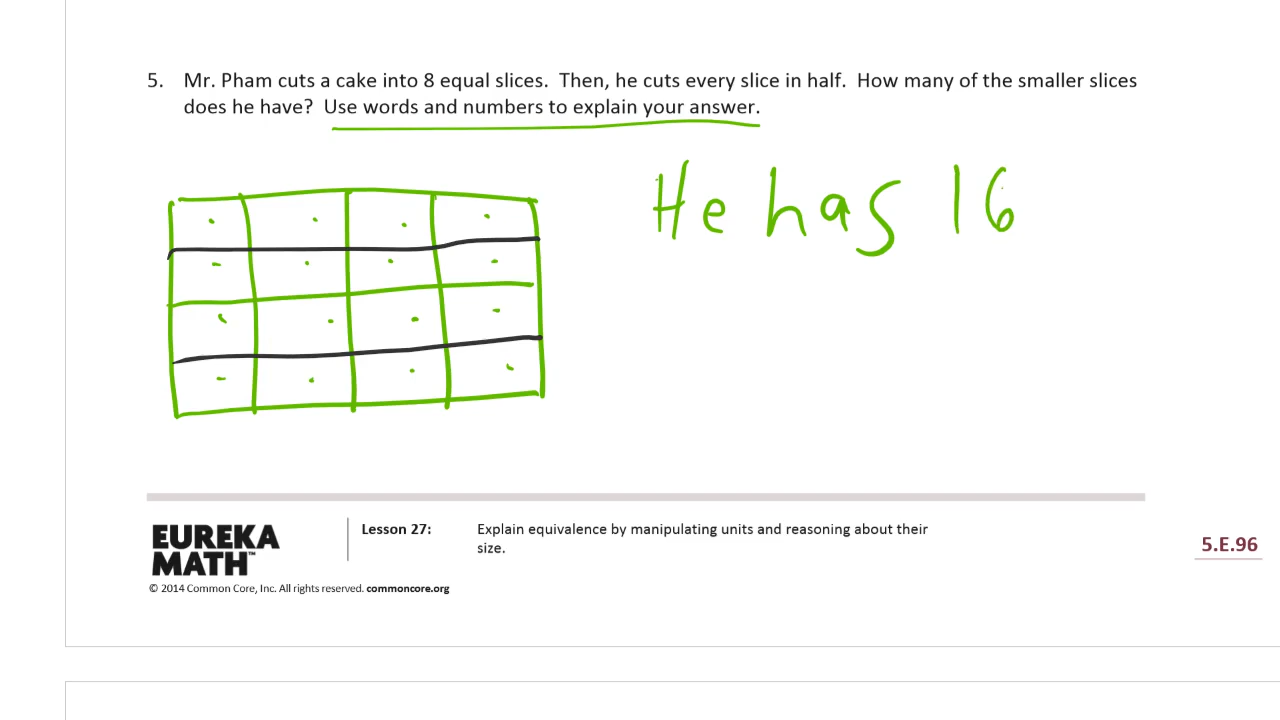 5. Mr. Pham cuts a cake into 8 equal slices. Then, he cuts every slice in half. How many of the smaller slices
does he have? Use words and numbers to explain your answer.
He has 16
EUREKA
MATH™
Lesson 27:
Explain equivalence by manipulating units and reasoning about their
size.
5.E.96
© 2014 Common Core, Inc. All rights reserved. commoncore.org